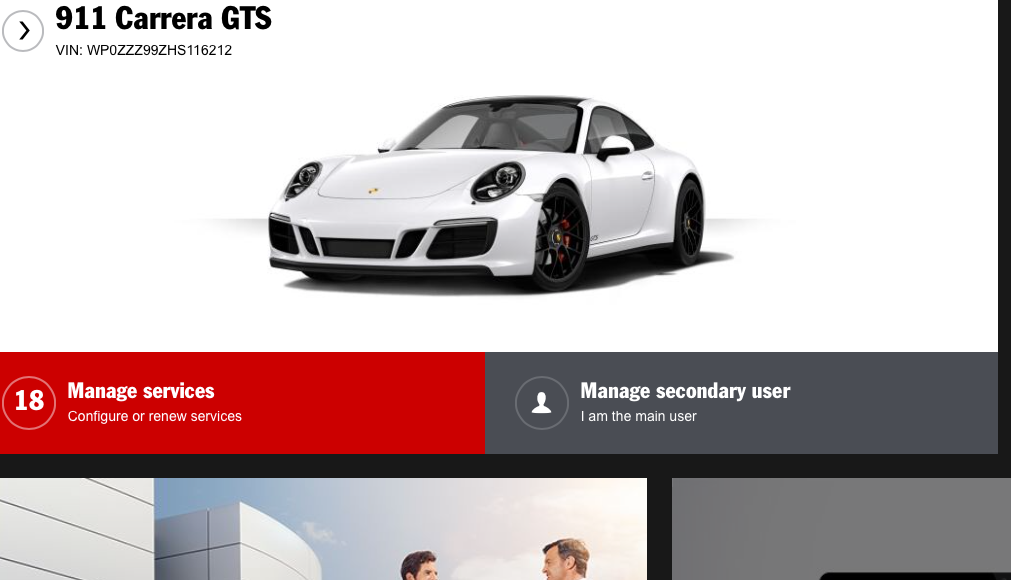 911 Carrera GTS
VIN: WP0ZZZ99ZHS116212
18
Manage services
Configure or renew services
Manage secondary user
I am the main user